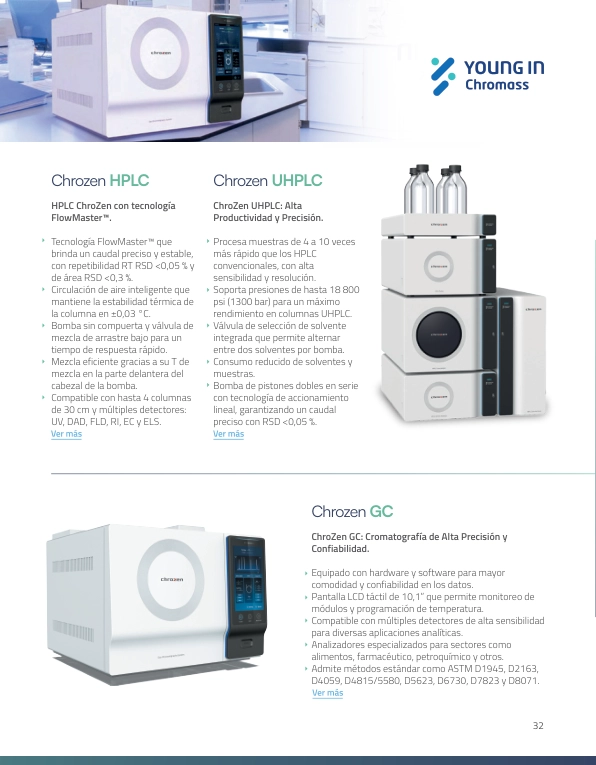 chrozen
YOUNG IN
Chromass
Chrozen HPLC
HPLC ChroZen con tecnología
FlowMaster™.
Tecnología FlowMaster™ que
brinda un caudal preciso y estable,
con repetibilidad RT RSD <0,05 % y
de área RSD <0,3 %.
Circulación de aire inteligente que
mantiene la estabilidad térmica de
la columna en ±0,03 °C.
Bomba sin compuerta y válvula de
mezcla de arrastre bajo para un
tiempo de respuesta rápido.
Mezcla eficiente gracias a su T de
mezcla en la parte delantera del
cabezal de la bomba.
Compatible con hasta 4 columnas
de 30 cm y múltiples detectores:
UV, DAD, FLD, RI, EC y ELS.
Ver más
Chrozen UHPLC
ChroZen UHPLC: Alta
Productividad y Precisión.
Procesa muestras de 4 a 10 veces
más rápido que los HPLC
convencionales, con alta
sensibilidad y resolución.
Soporta presiones de hasta 18 800
psi (1300 bar) para un máximo
rendimiento en columnas UHPLC.
Válvula de selección de solvente
integrada que permite alternar
entre dos solventes por bomba.
Consumo reducido de solventes y
muestras.
Bomba de pistones dobles en serie
con tecnología de accionamiento
lineal, garantizando un caudal
preciso con RSD <0,05 %.
Ver más
chrozen
Chrozen GC
ChroZen GC: Cromatografía de Alta Precisión y
Confiabilidad.
Equipado con hardware y software para mayor
comodidad y confiabilidad en los datos.
Pantalla LCD táctil de 10,1” que permite monitoreo de
módulos y programación de temperatura.
Compatible con múltiples detectores de alta sensibilidad
para diversas aplicaciones analíticas.
Analizadores especializados para sectores como
alimentos, farmacéutico, petroquímico y otros.
Admite métodos estándar como ASTM D1945, D2163,
D4059, D4815/5580, D5623, D6730, D7823 y D8071.
Ver más
32